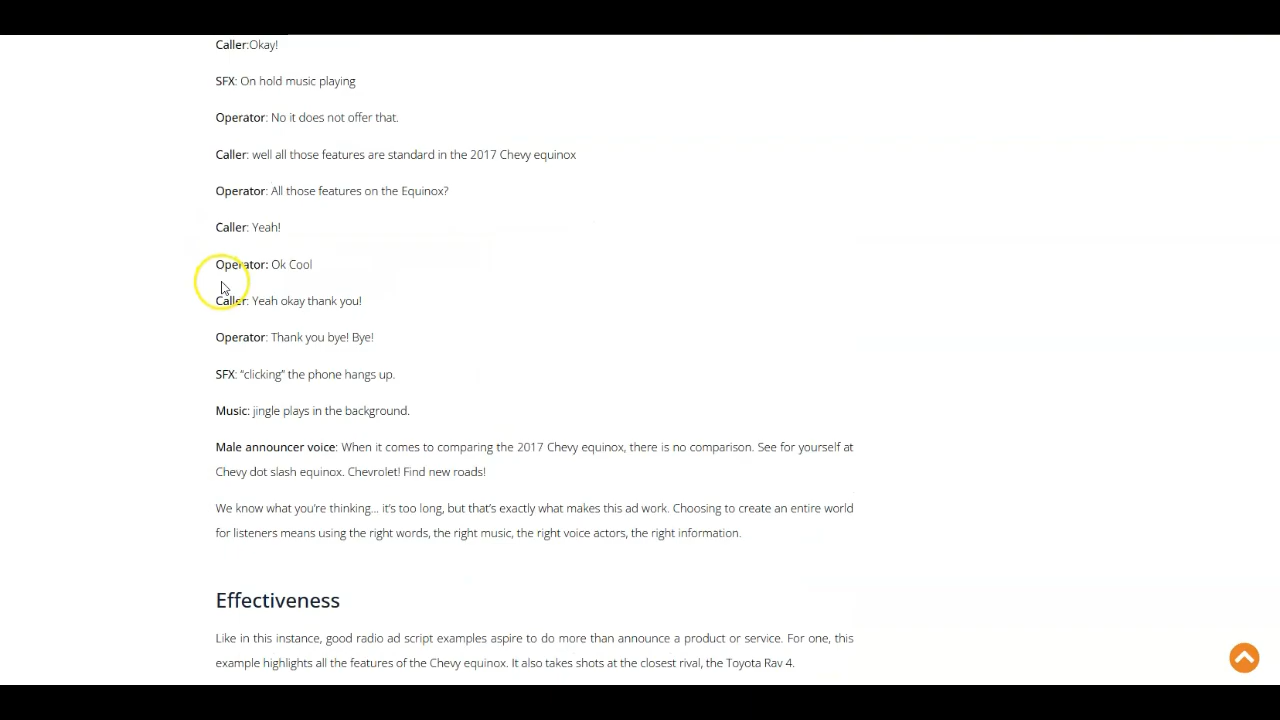 Caller:Okay!
SFX: On hold music playing
Operator: No it does not offer that.
Caller: well all those features are standard in the 2017 Chevy equinox
Operator: All those features on the Equinox?
Caller: Yeah!
Operator: Ok Cool
Caller: Yeah okay thank you!
Operator: Thank you bye! Bye!
SFX: “clicking” the phone hangs up.
Music: jingle plays in the background.
Male announcer voice: When it comes to comparing the 2017 Chevy equinox, there is no comparison. See for yourself at
Chevy dot slash equinox. Chevrolet! Find new roads!
We know what you’re thinking… it’s too long, but that’s exactly what makes this ad work. Choosing to create an entire world
for listeners means using the right words, the right music, the right voice actors, the right information.
Effectiveness
Like in this instance, good radio ad script examples aspire to do more than announce a product or service. For one, this
example highlights all the features of the Chevy equinox. It also takes shots at the closest rival, the Toyota Rav 4.